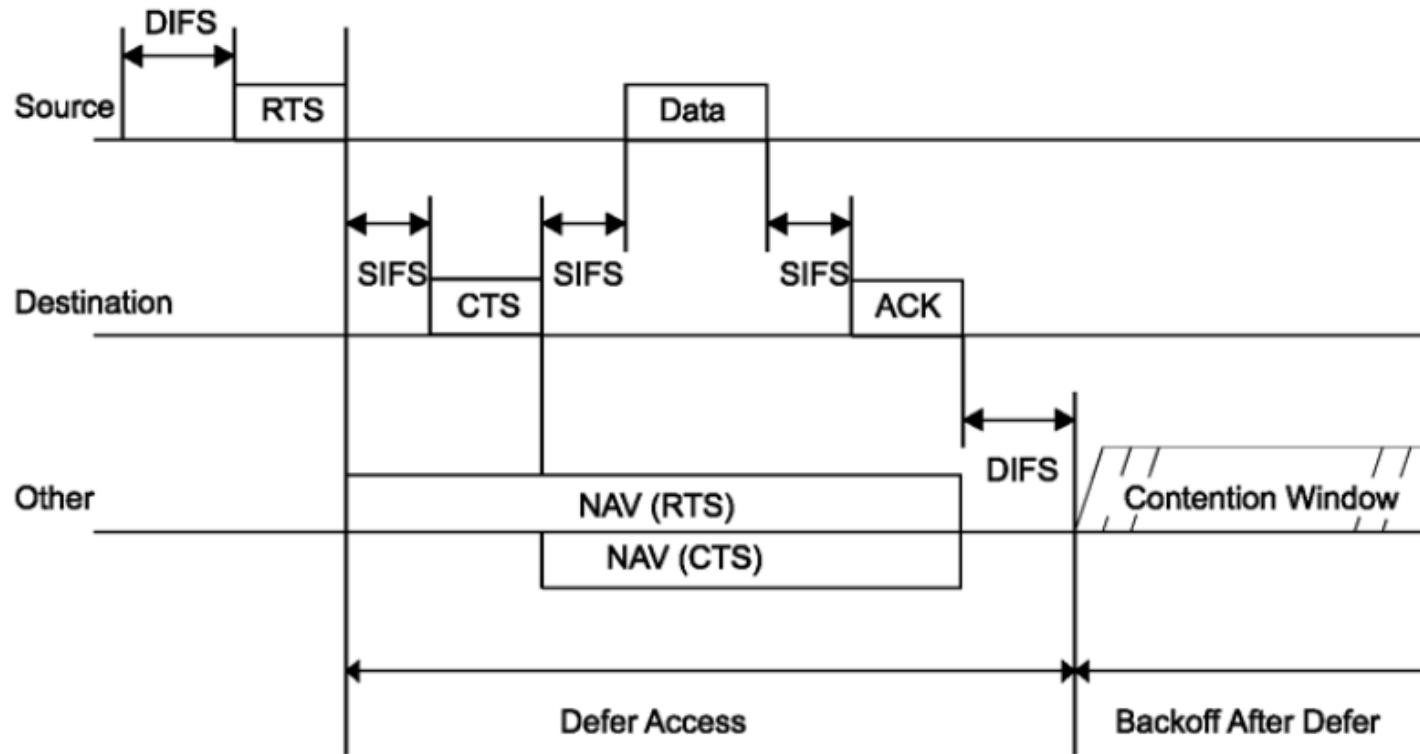 DIFS
Source
RTS
Data
SIFS
SIFS
SIFS
Destination
CTS
ACK
DIFS
Other
NAV (RTS)
Contention Window
NAV (CTS)
Defer Access
Backoff After Defer